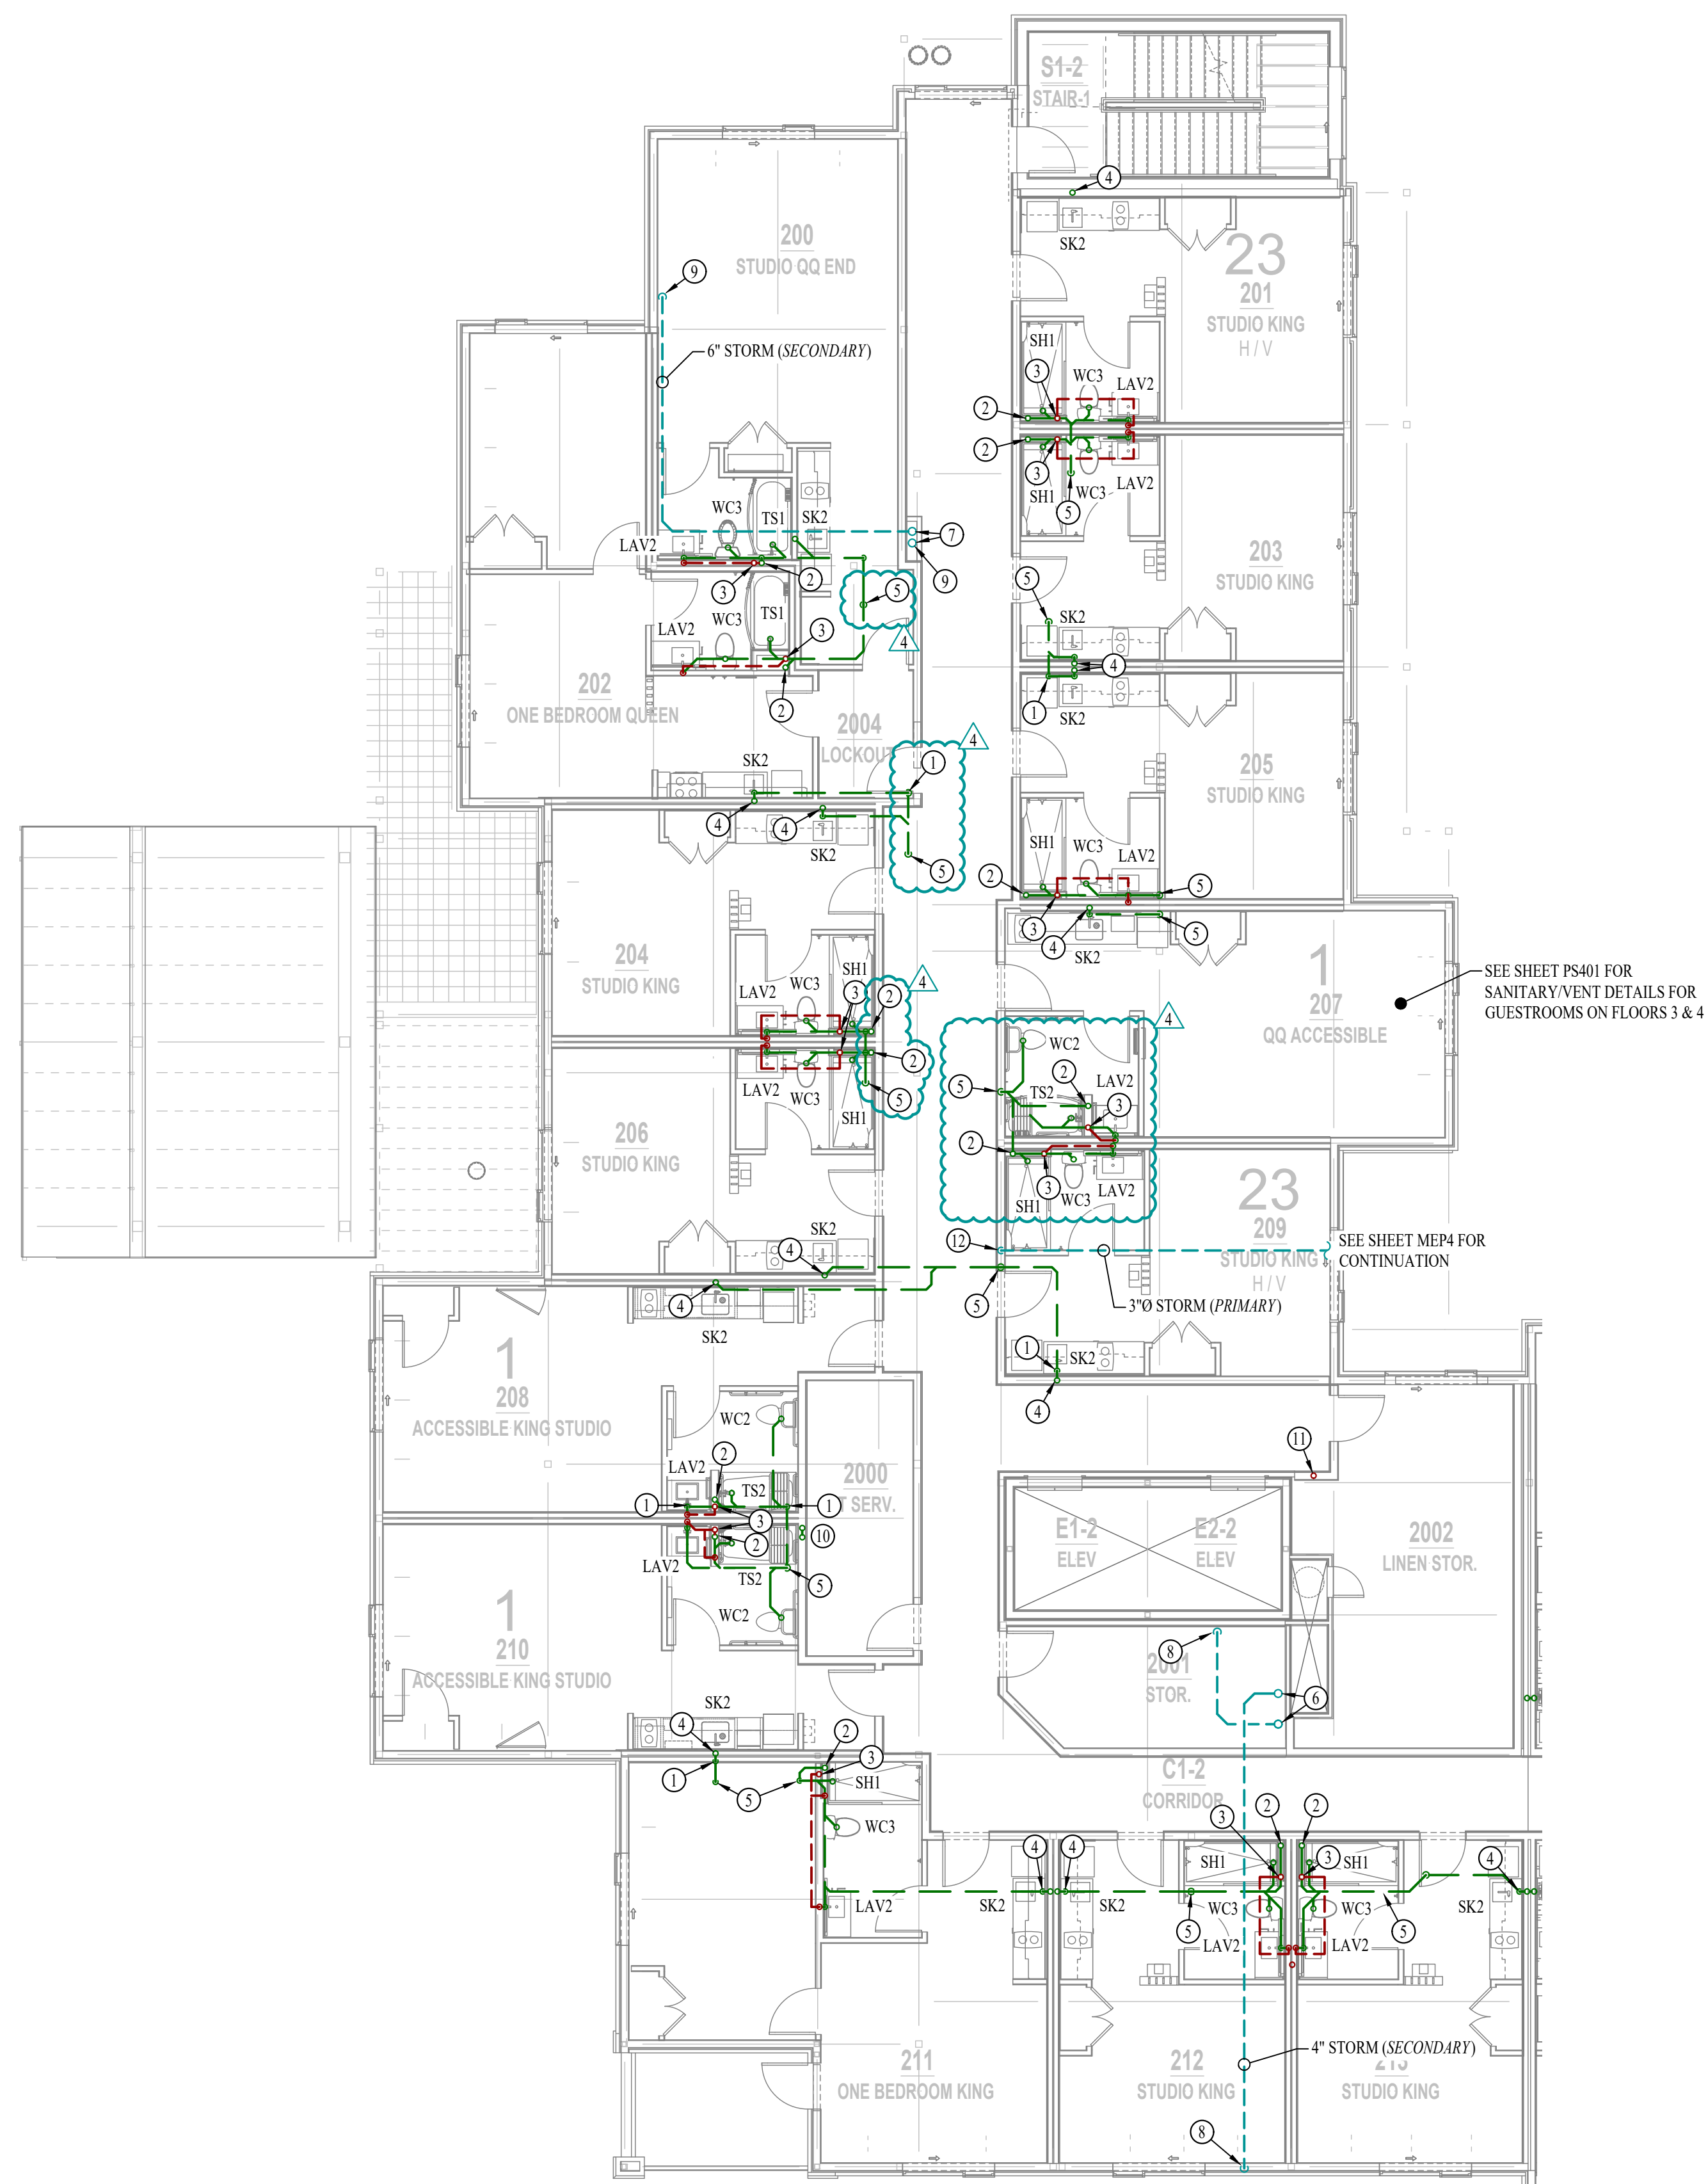 S1-2
STAIR-1
4
SK2
23
201
STUDIO KING
H / V
200
STUDIO QQ END
9
6" STORM (SECONDARY)
SH1
3
WC3
LAV2
2
2
3
SH1
WC3
LAV2
5
WC3
TS1
SK2
LAV2
7
9
3
2
5
4
LAV2
WC3
TS1
3
2
203
STUDIO KING
5
SK2
4
1
SK2
202
ONE BEDROOM QUEEN
2004
LOCKOUT
4
1
SK2
4
4
SK2
5
205
STUDIO KING
SH1
WC3
LAV2
2
5
3
4
5
SK2
204
STUDIO KING
LAV2
WC3
SH1
3
2
4
2
LAV2
WC3
5
SH1
206
STUDIO KING
1
207
QQ ACCESSIBLE
SEE SHEET PS401 FOR
SANITARY/VENT DETAILS FOR
GUESTROOMS ON FLOORS 3 & 4
4
WC2
2
LAV2
5
TS2
3
2
3
WC3
LAV2
SH1
23
209
STUDIO KING
H / V
12
SEE SHEET MEP4 FOR
CONTINUATION
SK2
4
4
5
3"Ø STORM (PRIMARY)
SK2
1
SK2
4
1
208
ACCESSIBLE KING STUDIO
WC2
2
LAV2
TS2
1
1
3
2
10
LAV2
TS2
5
WC2
2000
T SERV.
11
E1-2
ELEV
E2-2
ELEV
2002
LINEN STOR.
1
210
ACCESSIBLE KING STUDIO
8
2001
STOR.
6
SK2
4
2
3
1
5
SH1
WC3
LAV2
C1-2
CORRIDOR
3
2
2
4
4
SH1
3
SH1
4
SK2
SK2
WC3
WC3
SK2
5
LAV2
LAV2
5
211
ONE BEDROOM KING
212
STUDIO KING
4" STORM (SECONDARY)
213
STUDIO KING
8